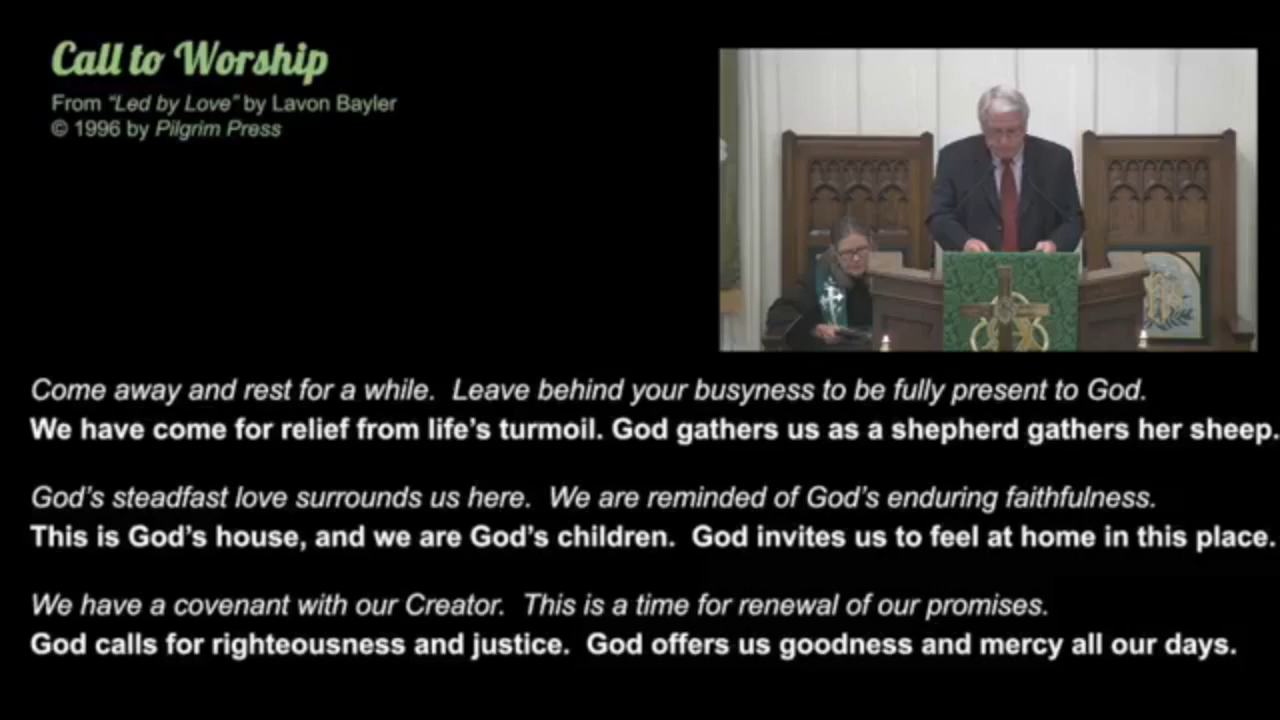 Call to Worship
From “Led by Love” by Lavon Bayler
© 1996 by Pilgrim Press
Come away and rest for a while.  Leave behind your busyness to be fully present to God.
We have come for relief from life’s turmoil. God gathers us as a shepherd gathers her sheep.
God’s steadfast love surrounds us here.  We are reminded of God’s enduring faithfulness.
This is God’s house, and we are God’s children.  God invites us to feel at home in this place.
We have a covenant with our Creator.  This is a time for renewal of our promises.
God calls for righteousness and justice.  God offers us goodness and mercy all our days.